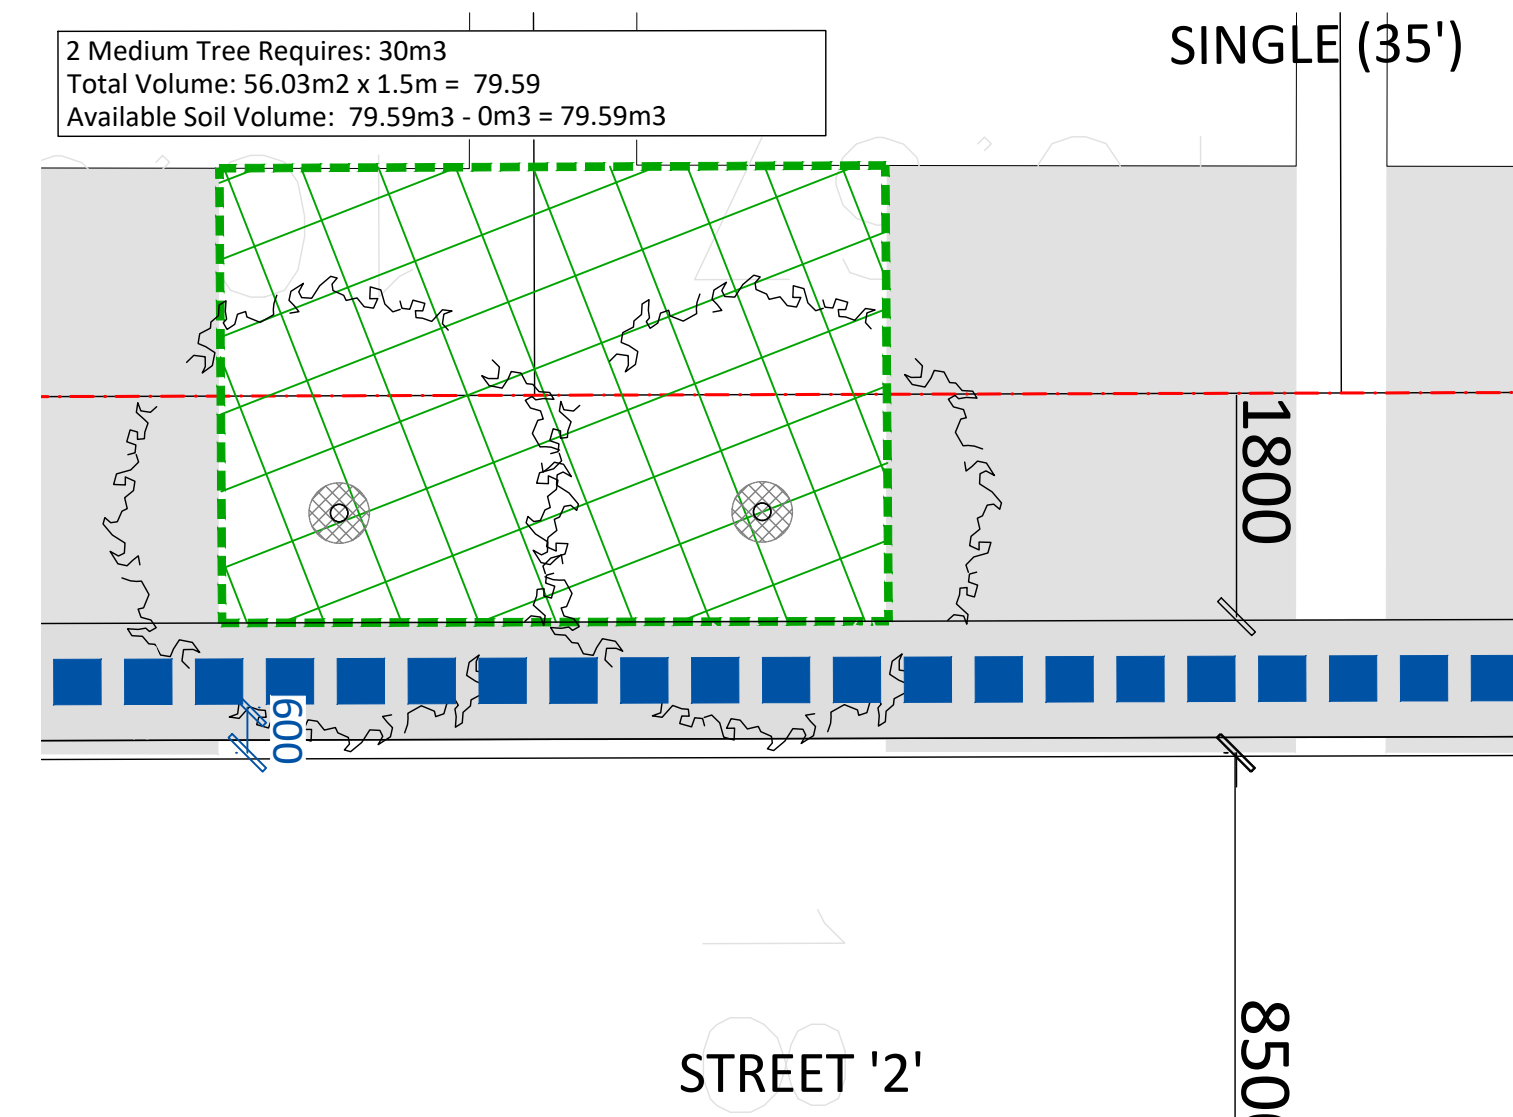 2 Medium Tree Requires: 30m3
Total Volume: 56.03m2 x 1.5m = 79.59
Available Soil Volume: 79.59m3 - 0m3 = 79.59m3
SINGLE (35')
1800
600
STREET '2'